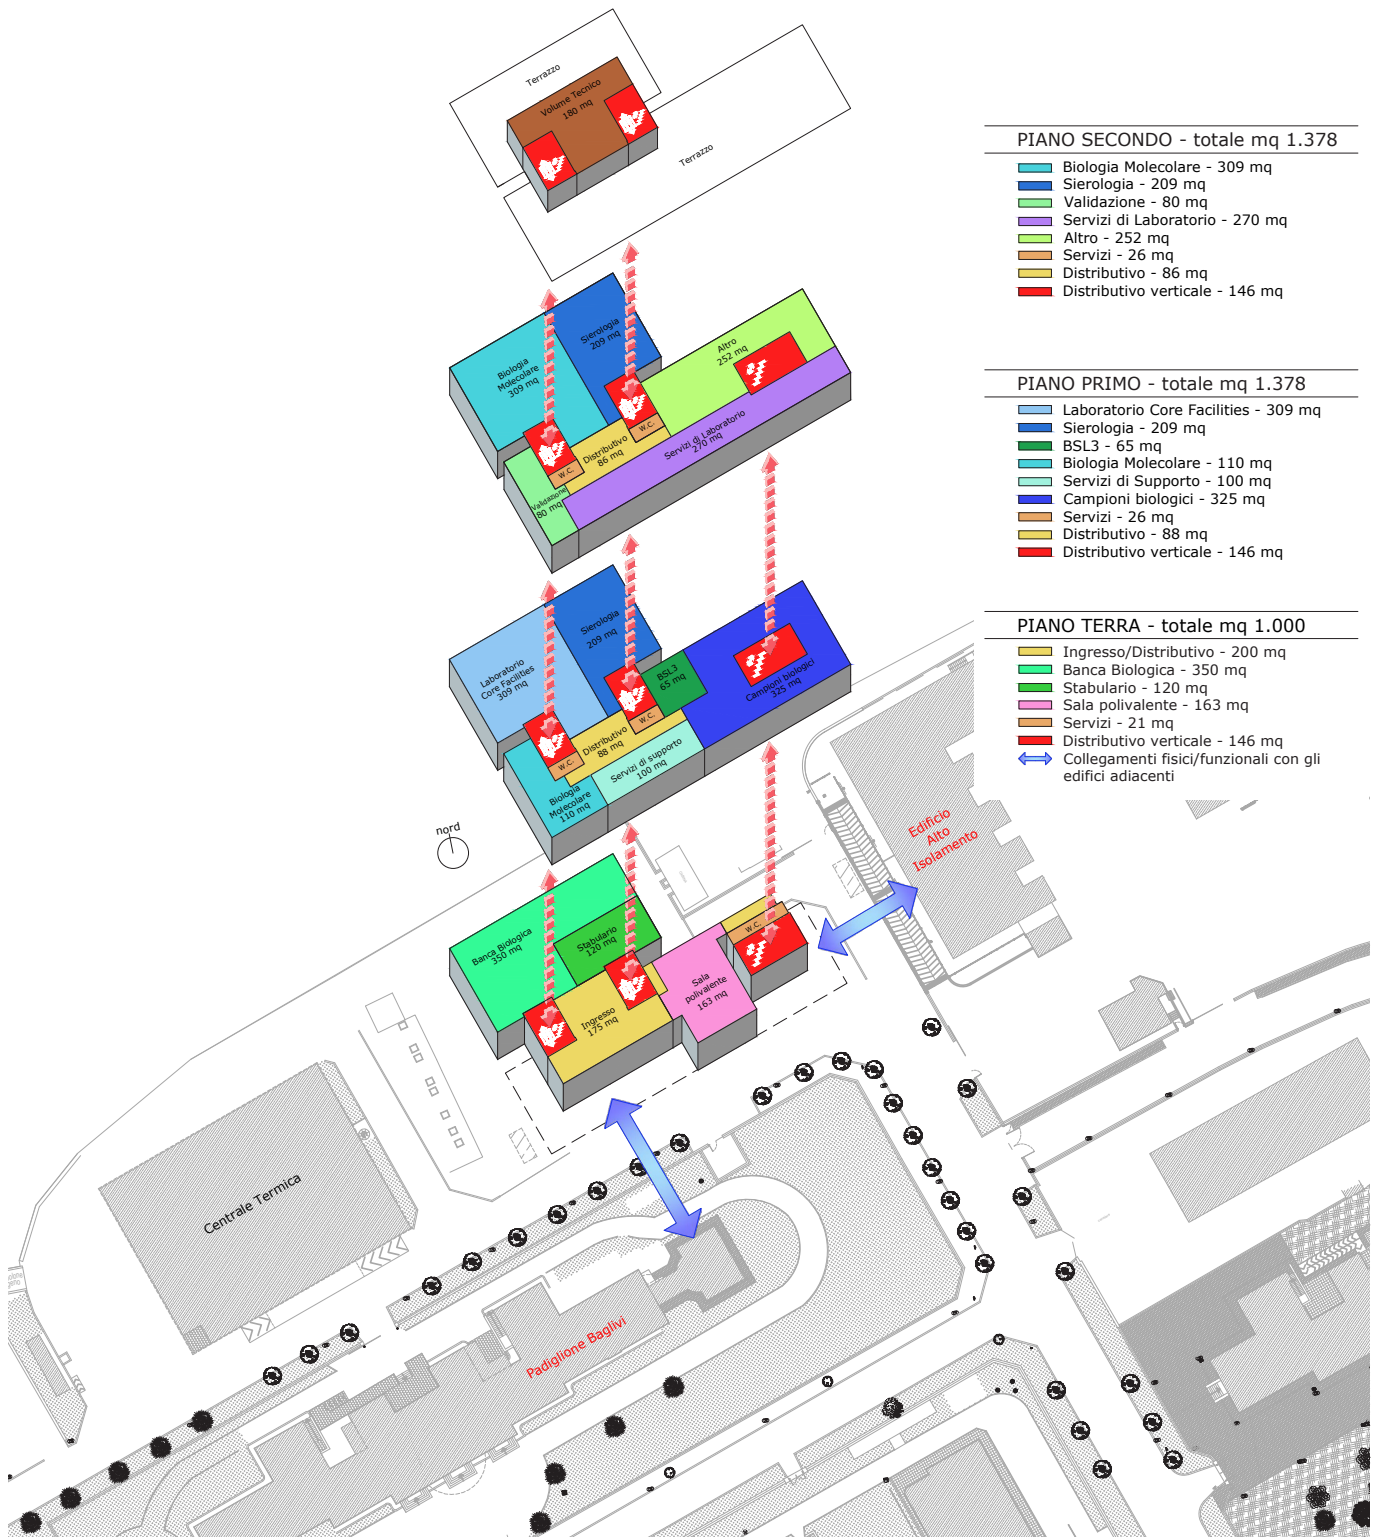 Terrazzo
Volume Tecnico
180 mq
Terrazzo
PIANO SECONDO - totale mq 1.378
Biologia Molecolare - 309 mq
Sierologia - 209 mq
Validazione - 80 mq
Servizi di Laboratorio - 270 mq
Altro - 252 mq
Servizi - 26 mq
Distributivo - 86 mq
Distributivo verticale - 146 mq
Sierologia
209 mq
Biologia
Molecolare
309 mq
Altro
252 mq
W.C.
Distributivo
86 mq
Servizi di Laboratorio
270 mq
W.C.
Validazione
80 mq
PIANO PRIMO - totale mq 1.378
Laboratorio Core Facilities - 309 mq
Sierologia - 209 mq
BSL3 - 65 mq
Biologia Molecolare - 110 mq
Servizi di Supporto - 100 mq
Campioni biologici - 325 mq
Servizi - 26 mq
Distributivo - 88 mq
Distributivo verticale - 146 mq
Sierologia
209 mq
Laboratorio
Core Facilities
309 mq
BSL3
65 mq
Campioni biologici
325 mq
W.C.
Distributivo
88 mq
W.C.
Servizi di supporto
100 mq
Biologia
Molecolare
110 mq
PIANO TERRA - totale mq 1.000
Ingresso/Distributivo - 200 mq
Banca Biologica - 350 mq
Stabulario - 120 mq
Sala polivalente - 163 mq
Servizi - 21 mq
Distributivo verticale - 146 mq
Collegamenti fisici/funzionali con gli
edifici adiacenti
nord
Edificio
Alto
Isolamento
Banca Biologica
350 mq
Stabulario
120 mq
W.C.
Sala
polivalente
163 mq
Ingresso
175 mq
Centrale Termica
Padiglione Baglivi